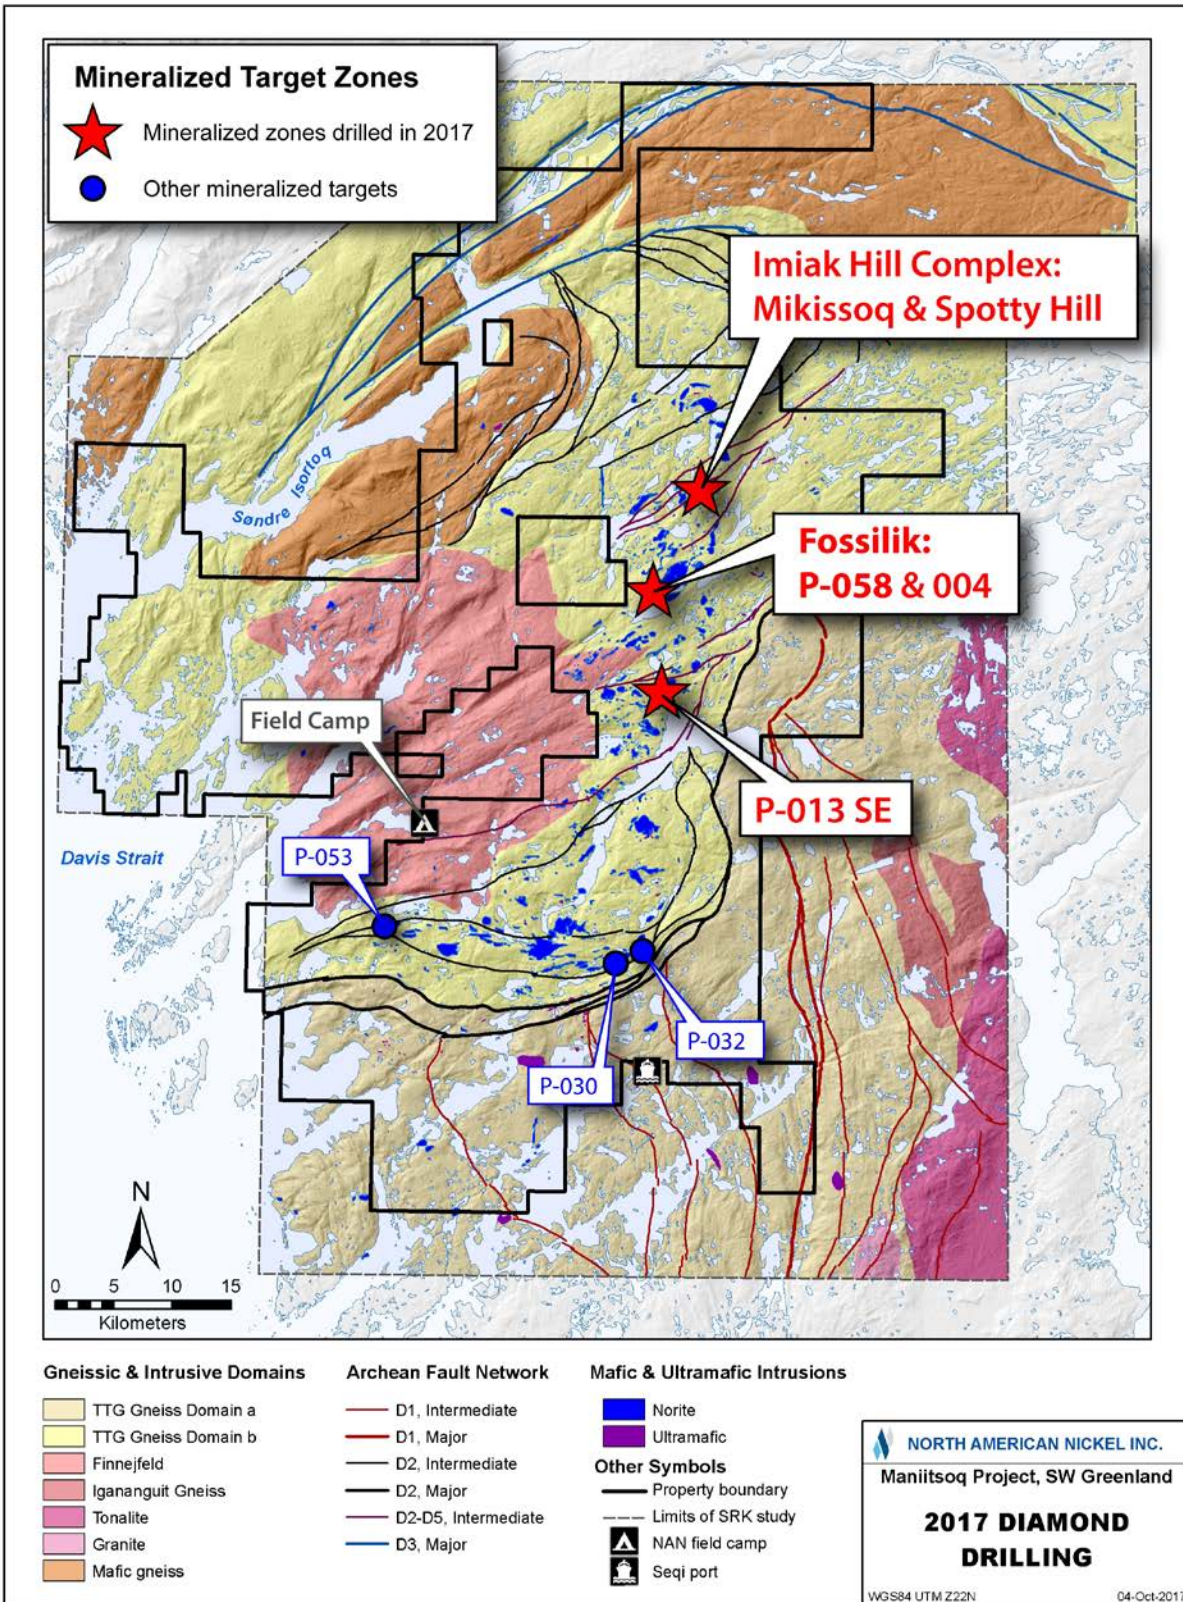 Mineralized Target Zones
Mineralized zones drilled in 2017
Other mineralized targets
Imiak Hill Complex:
Mikissoq & Spotty Hill
Søndre Isortoq
Fossilik:
P-058 & 004
Field Camp
P-013 SE
Davis Strait
P-053
P-032
P-030
N
0 5 10 15
Kilometers
Gneissic & Intrusive Domains
TTG Gneiss Domain a
TTG Gneiss Domain b
Finnejfeld
Igananguit Gneiss
Tonalite
Granite
Mafic gneiss
Archean Fault Network
D1, Intermediate
D1, Major
D2, Intermediate
D2, Major
D2-D5, Intermediate
D3, Major
Mafic & Ultramafic Intrusions
Norite
Ultramafic
Other Symbols
Property boundary
Limits of SRK study
NAN field camp
Seqi port
NORTH AMERICAN NICKEL INC.
Maniitsoq Project, SW Greenland
2017 DIAMOND
DRILLING
WGS84 UTM Z22N 04-Oct-2017